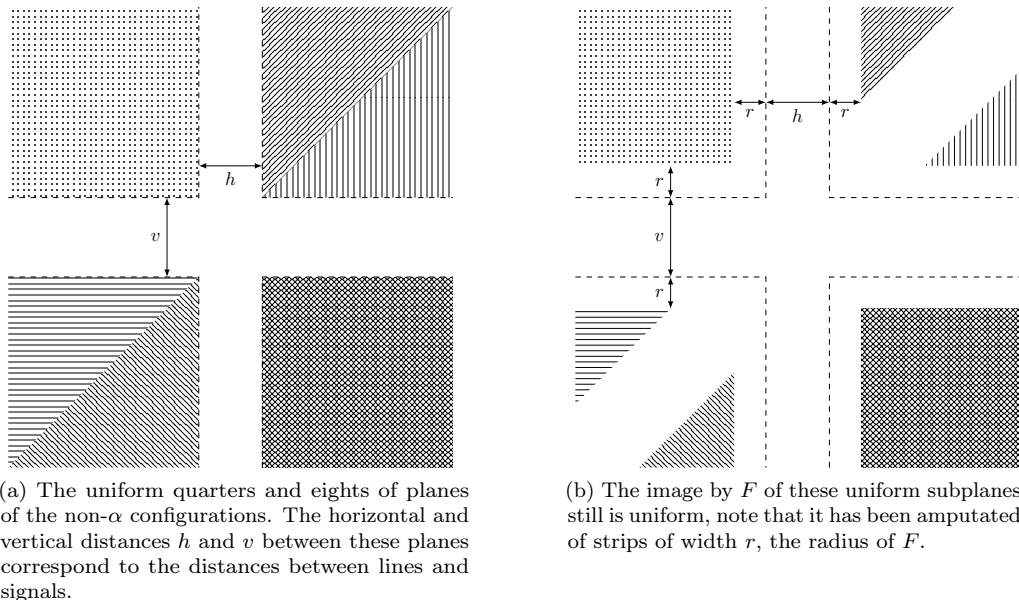 h
v
r
h
r
r
v
r
(a) The uniform quarters and eights of planes
of the non-α configurations. The horizontal and
vertical distances h and v between these planes
correspond to the distances between lines and
signals.
(b) The image by F of these uniform subplanes
still is uniform, note that it has been amputated
of strips of width r, the radius of F.